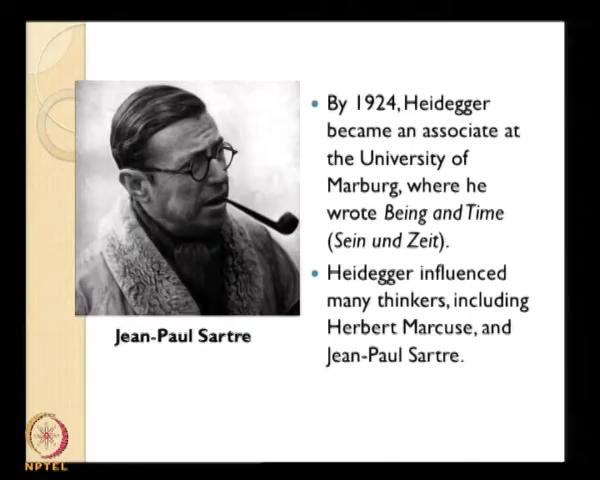 • By 1924, Heidegger
became an associate at
the University of
Marburg, where he
wrote Being and Time
(Sein und Zeit).
• Heidegger influenced
many thinkers, including
Herbert Marcuse, and
Jean-Paul Sartre.
Jean-Paul Sartre
NPTEL